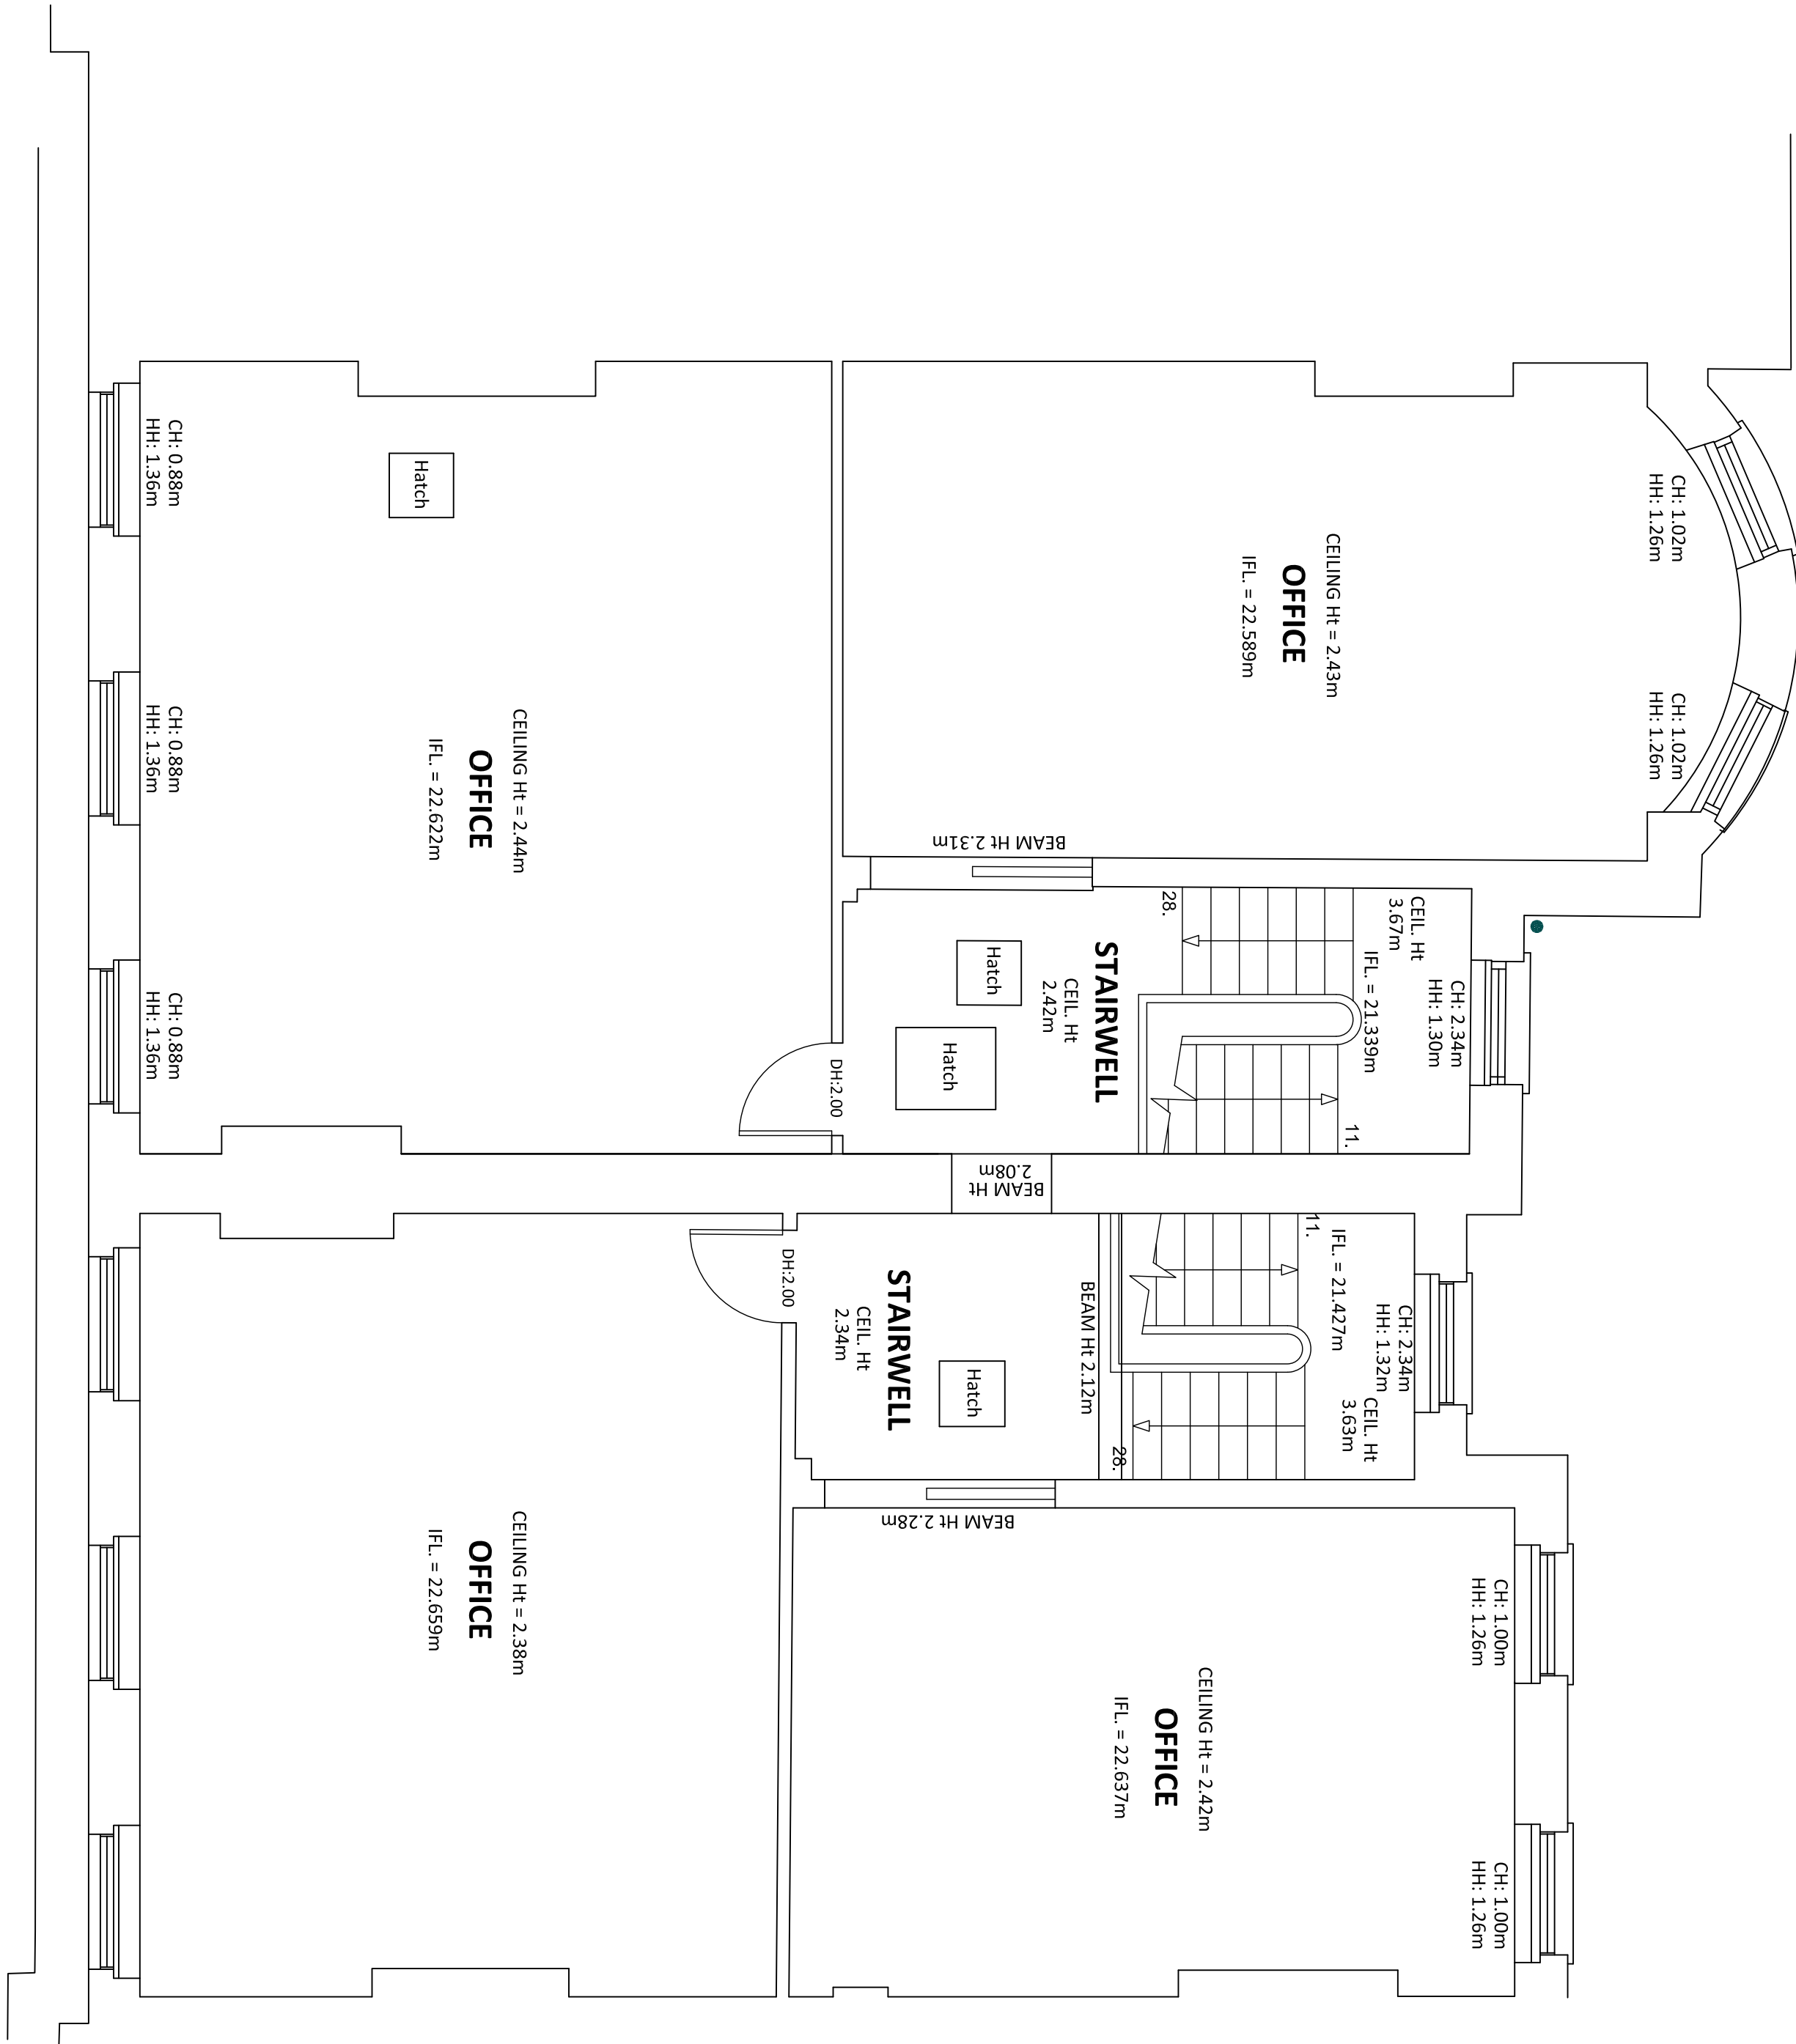 CH: 1.02m
HH: 1.26m
CH: 1.02m
HH: 1.26m
CEILING Ht = 2.43m
OFFICE
IFL. = 22.589m
BEAM Ht 2.31m
CH: 0.88m
HH: 1.36m
Hatch
CEILING Ht = 2.44m
OFFICE
IFL. = 22.622m
CH: 0.88m
HH: 1.36m
CH: 0.88m
HH: 1.36m
CEIL. Ht
3.67m
IFL. = 21.339m
CH: 2.34m
HH: 1.30m
28.
11.
STAIRWELL
CEIL. Ht
2.42m
Hatch
Hatch
DH:2.00
BEAM Ht
2.08m
11.
IFL. = 21.427m
CH: 2.34m
HH: 1.32m
CEIL. Ht
3.63m
28.
BEAM Ht 2.12m
STAIRWELL
CEIL. Ht
2.34m
Hatch
DH:2.00
BEAM Ht 2.28m
CEILING Ht = 2.38m
OFFICE
IFL. = 22.659m
CH: 1.00m
HH: 1.26m
CEILING Ht = 2.42m
OFFICE
IFL. = 22.637m
CH: 1.00m
HH: 1.26m